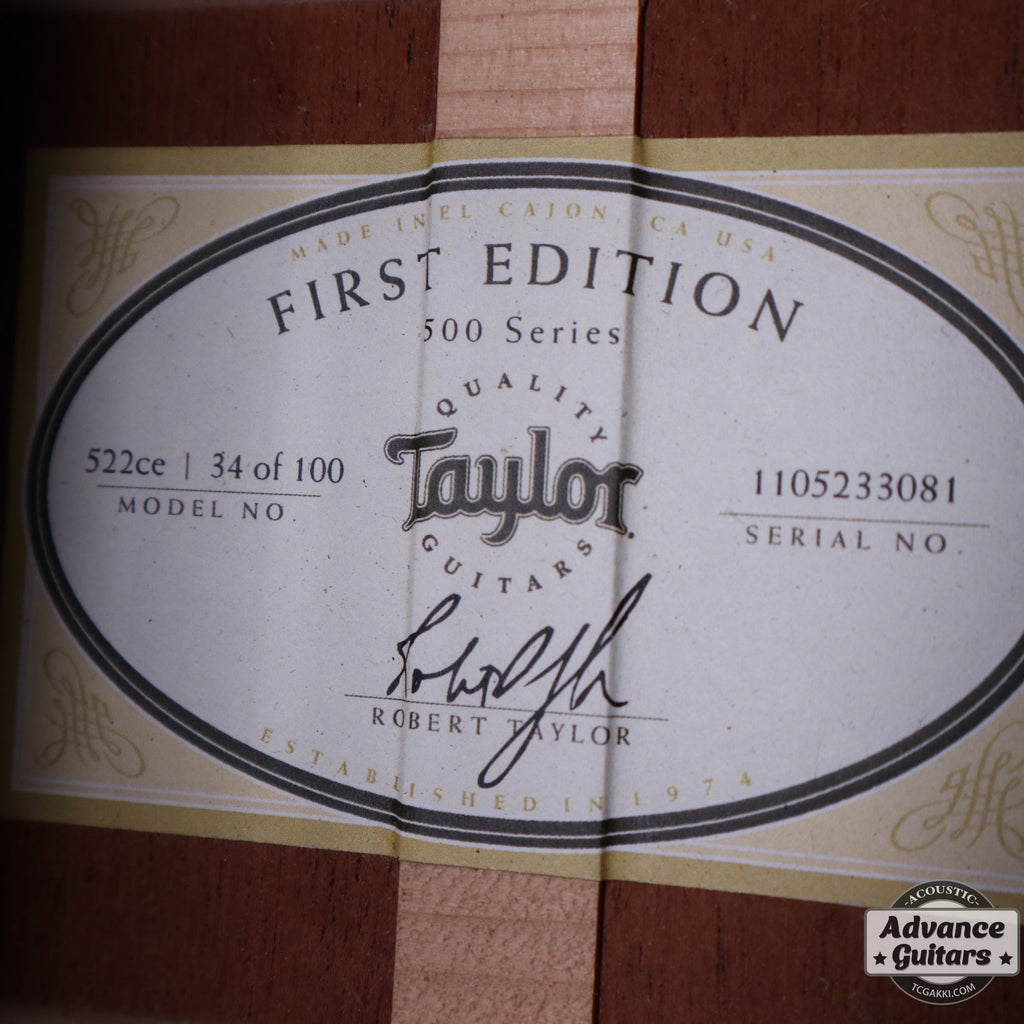 MADE IN EL CAJON, CA USA
FIRST EDITION
500 Series
QUALITY
Taylor
GUITARS
522ce | 34 of 100
MODEL NO.
1105233081
SERIAL NO.
ROBERT TAYLOR
ESTABLISHED IN 1974
-ACOUSTIC-
Advance
Guitars
TCGAKKI.COM